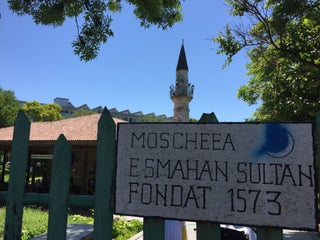 MOSCHEEA
ESMAHAN SULTAN
FONDAT 1573